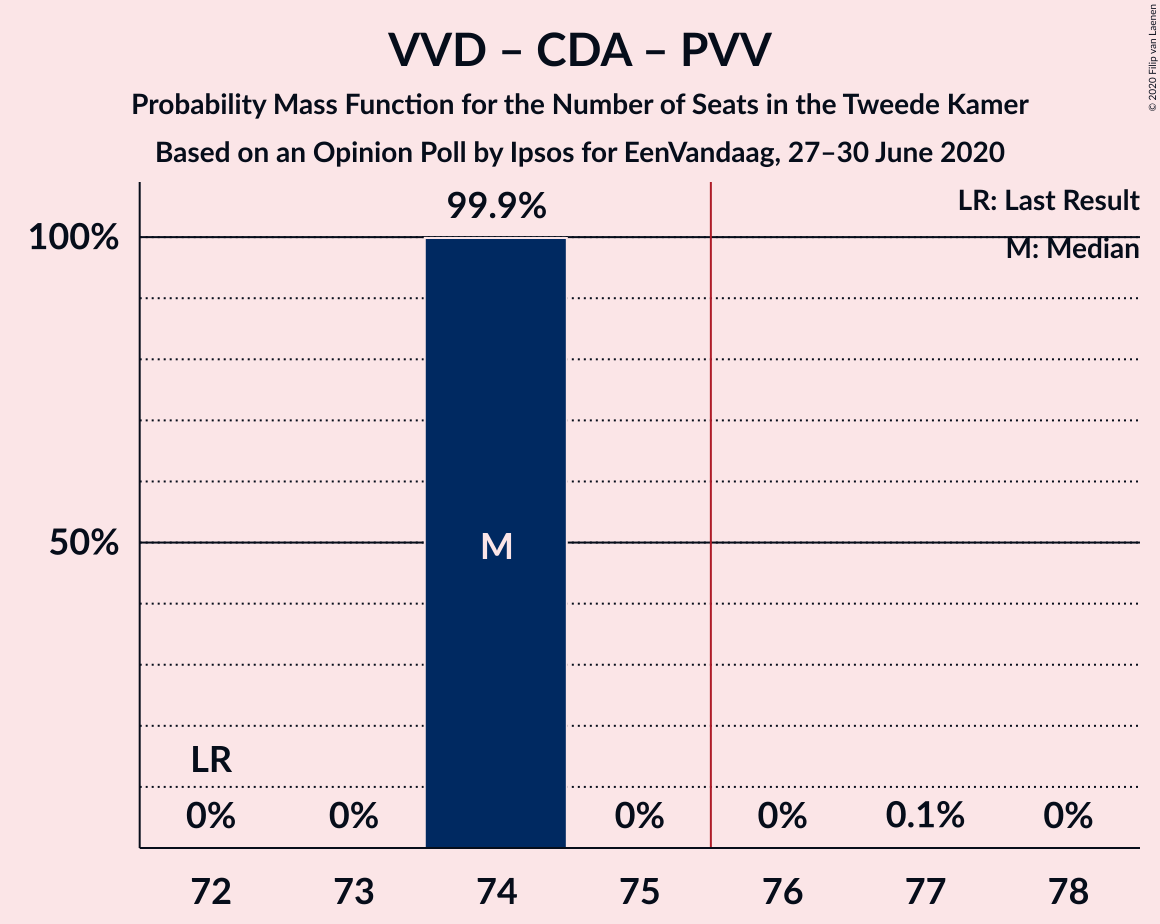 VVD – CDA – PVV
Probability Mass Function for the Number of Seats in the Tweede Kamer
Based on an Opinion Poll by Ipsos for EenVandaag, 27–30 June 2020
© 2020 Filip van Laenen
LR: Last Result
M: Median
99.9%
100%
50%
M
LR
0%
0%
0%
0%
0.1%
0%
72
73
74
75
76
77
78